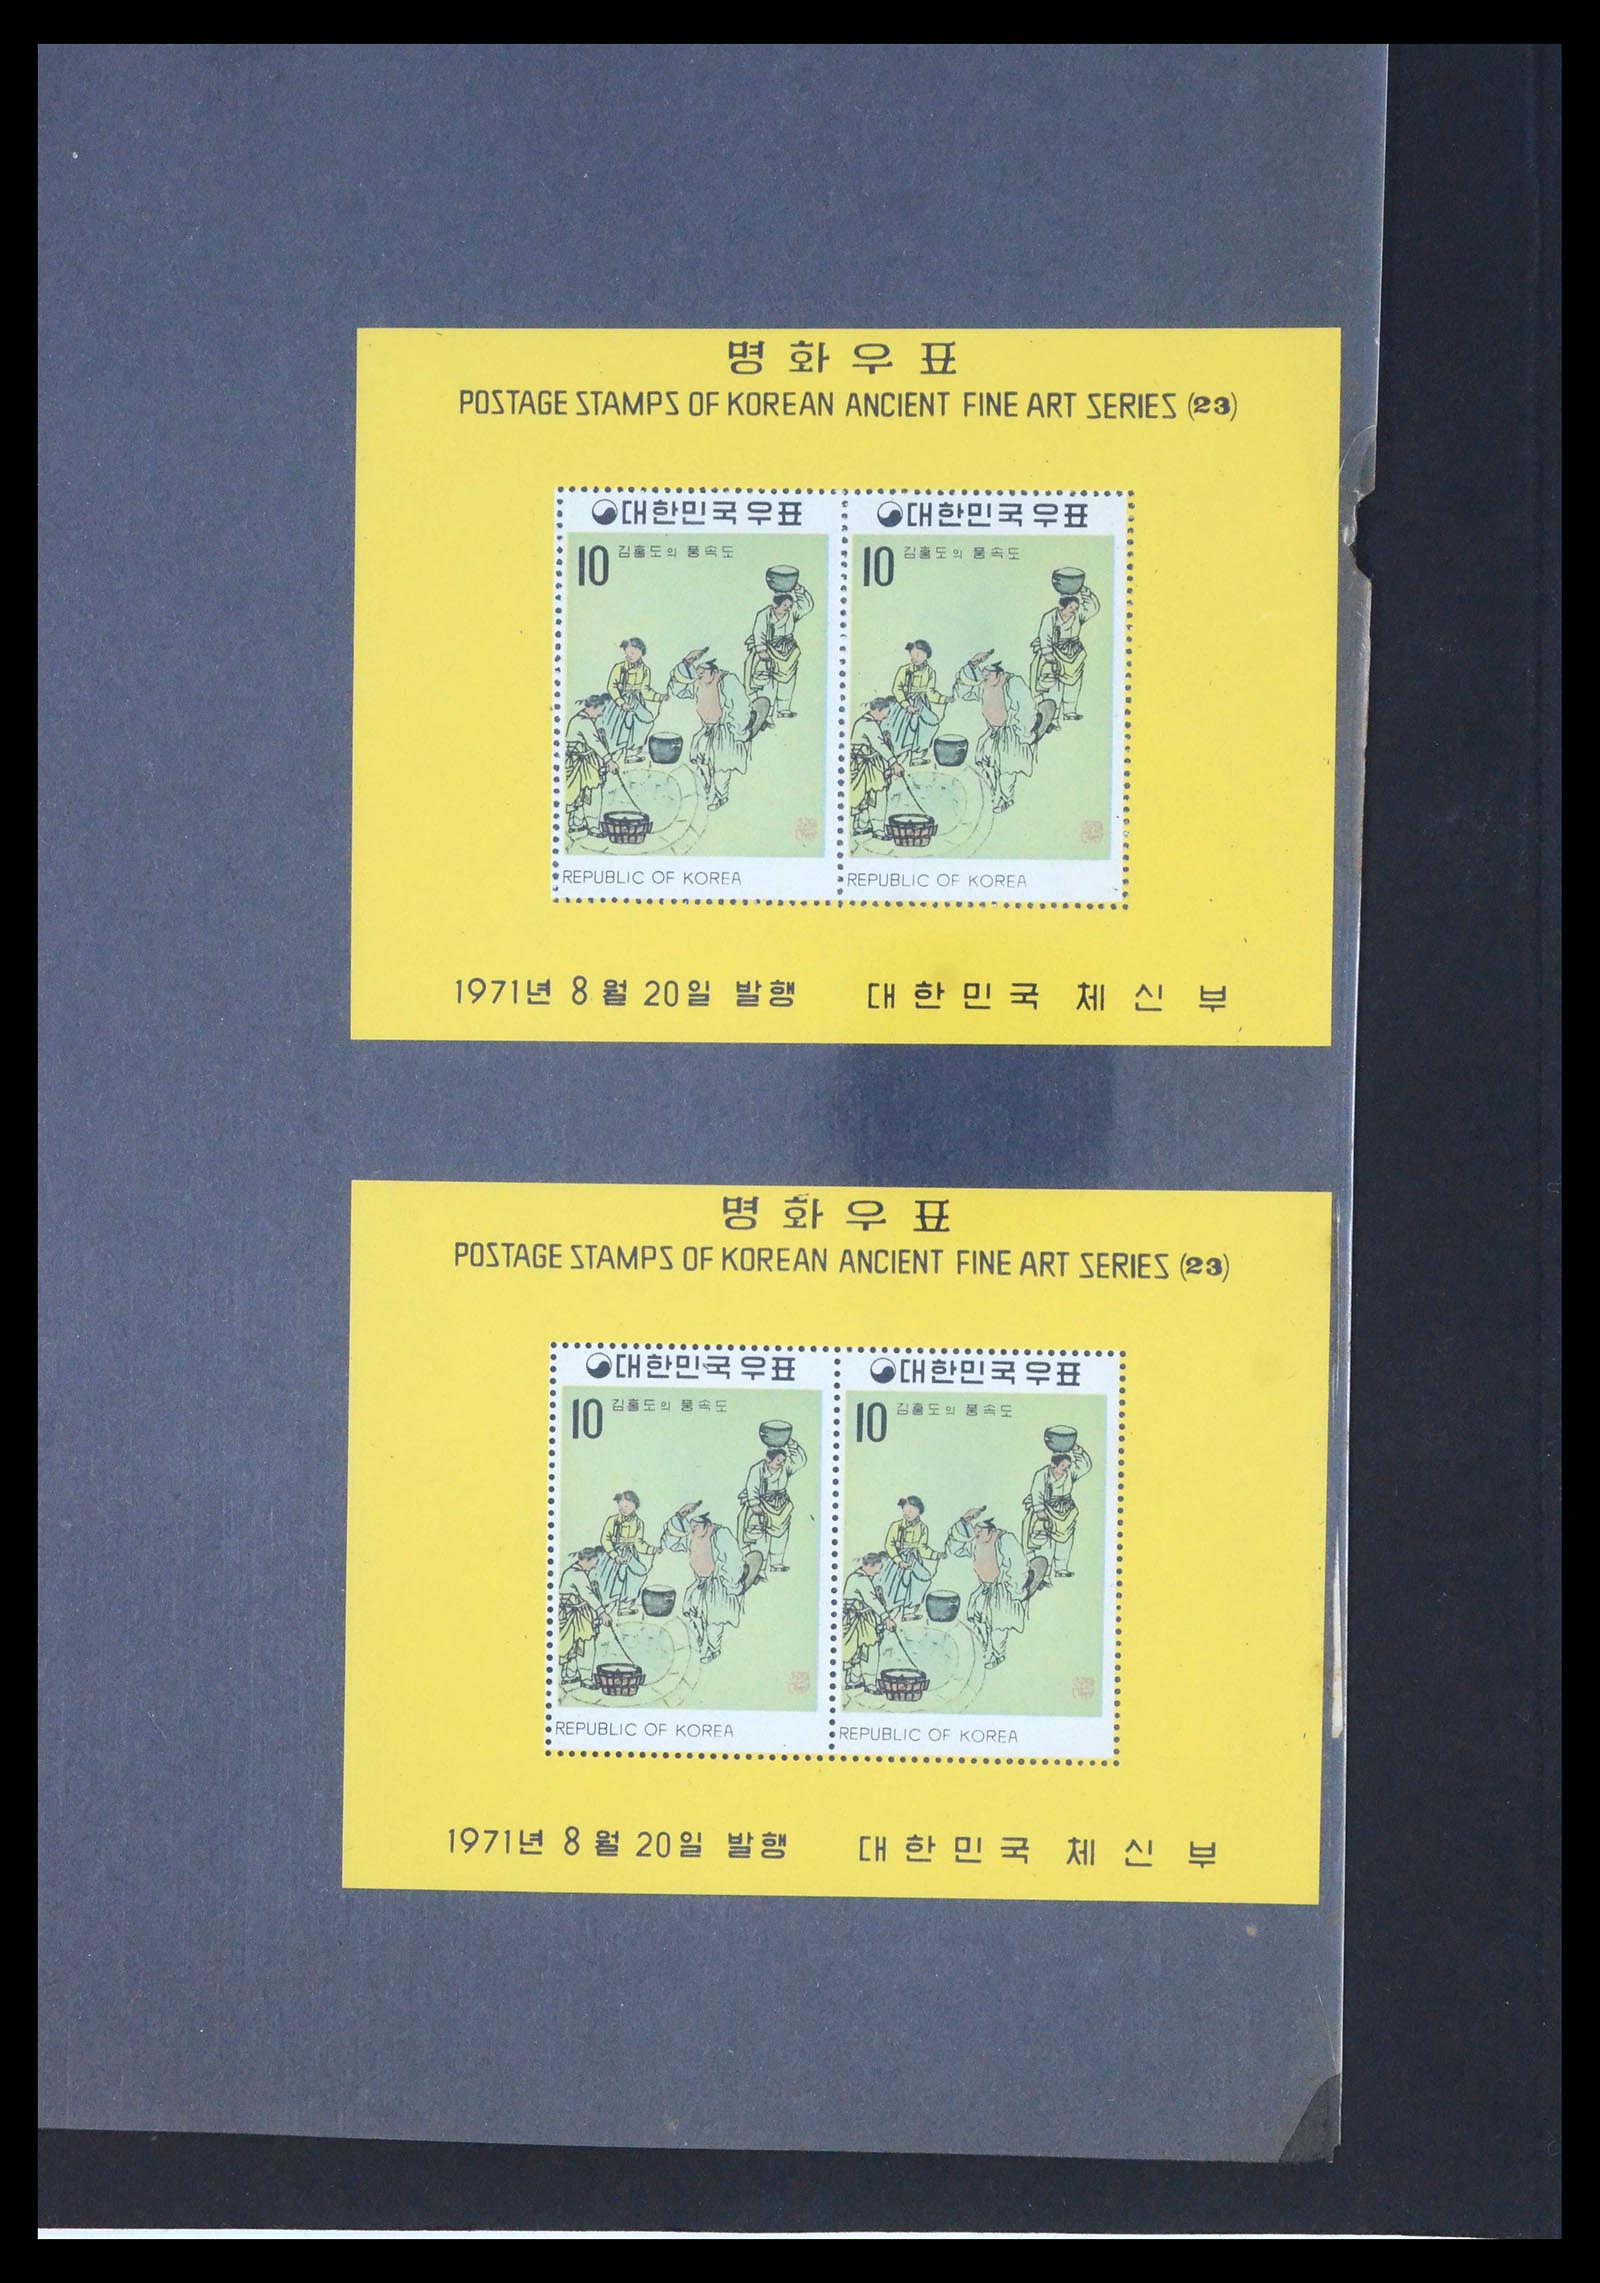 명 화 우 표
POSTAGE STAMPS OF KOREAN ANCIENT FINE ART SERIES (23)
대한민국우표 대한민국우표
10 김홍도의 풍속도 10 김홍도의 풍속도
REPUBLIC OF KOREA REPUBLIC OF KOREA
1971년 8월 20일 발행 대한민국 체신부
명 화 우 표
POSTAGE STAMPS OF KOREAN ANCIENT FINE ART SERIES (23)
대한민국우표 대한민국우표
10 김홍도의 풍속도 10 김홍도의 풍속도
REPUBLIC OF KOREA REPUBLIC OF KOREA
1971년 8월 20일 발행 대한민국 체신부